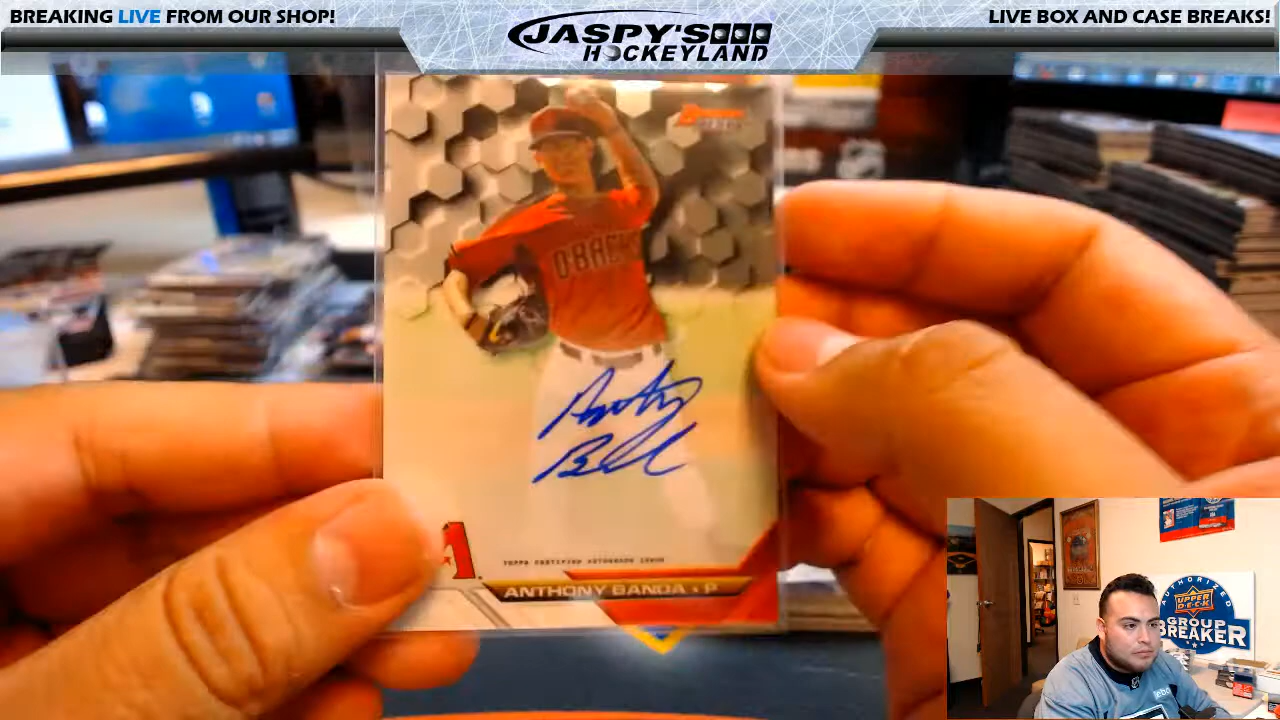 BREAKING LIVE FROM OUR SHOP!
JASPY'S
HOCKEYLAND
LIVE BOX AND CASE BREAKS!
D'BACKS
A
TOPPS CERTIFIED AUTOGRAPH ISSUE
ANTHONY BANDA • P
AUTHORIZED
UPPER DECK
GROUP
BREAKER